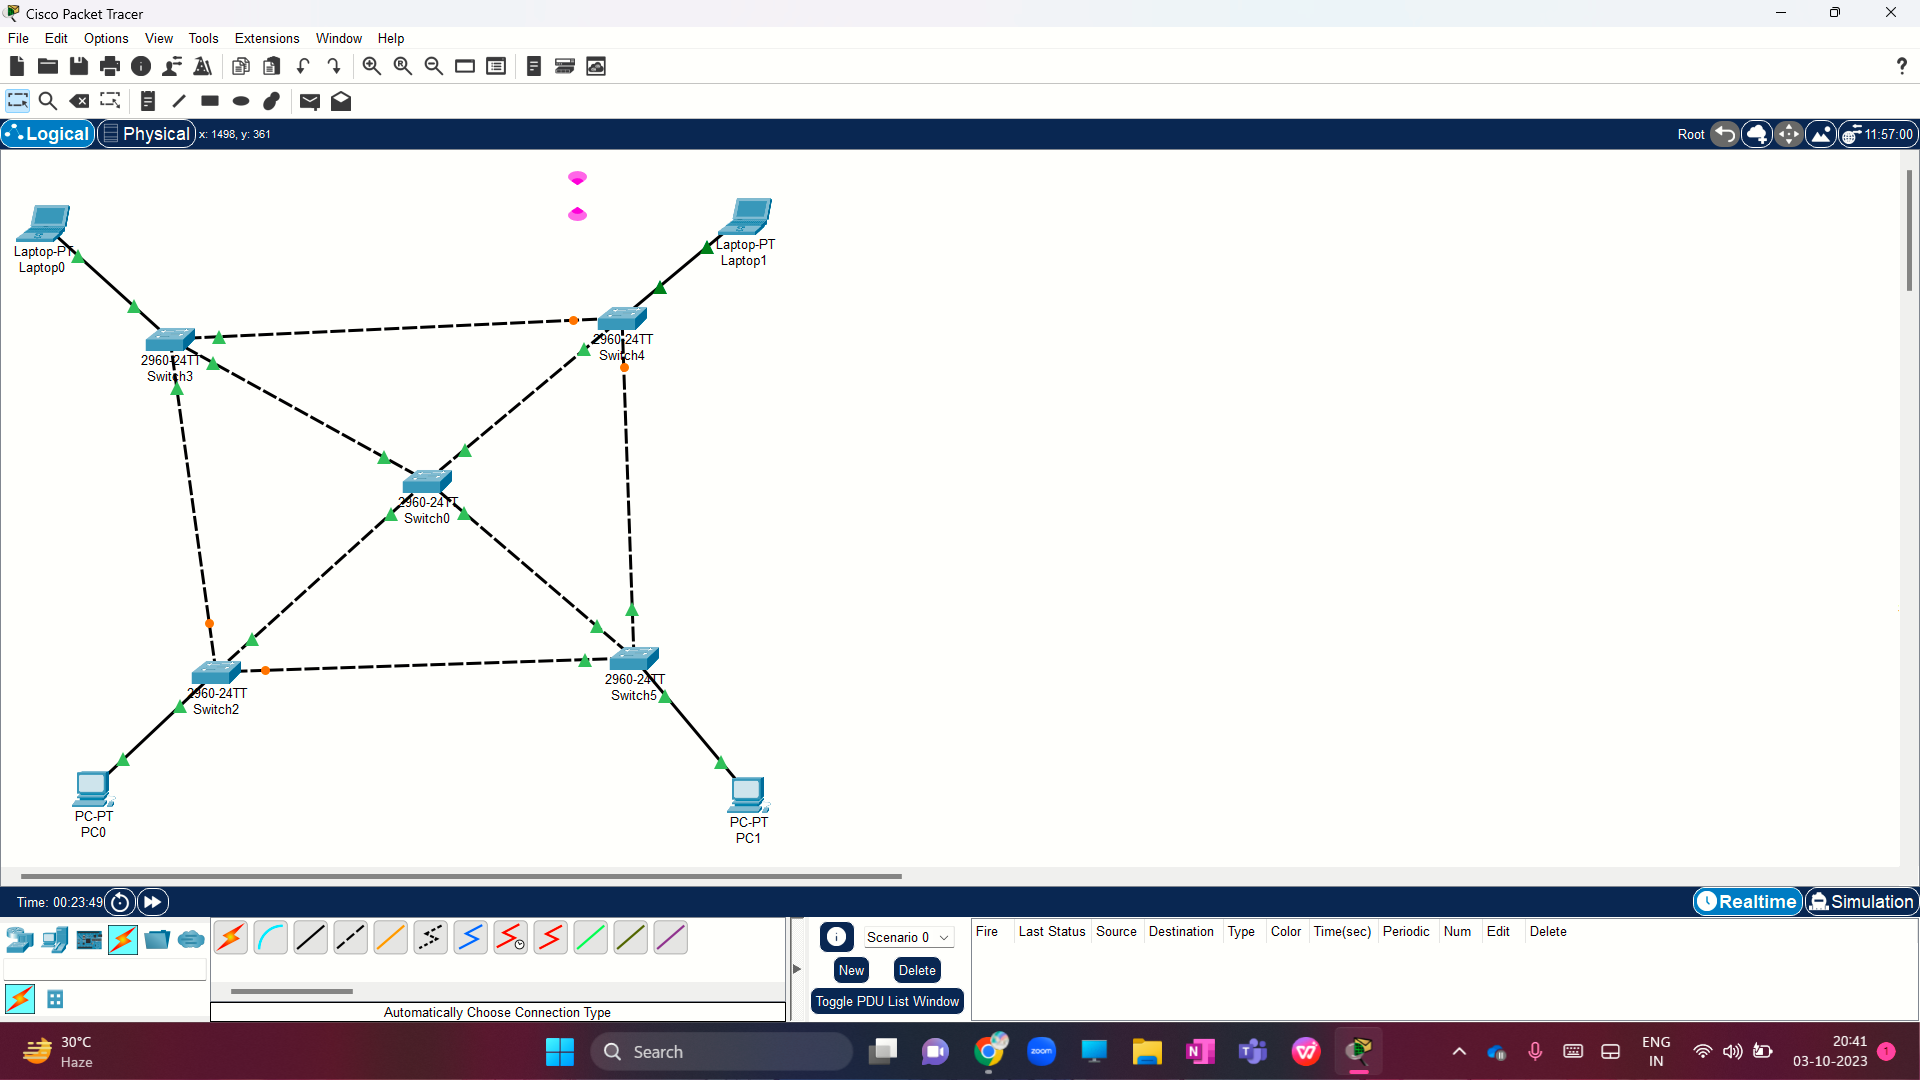 Cisco Packet Tracer
File Edit Options View Tools Extensions Window Help
?
Logical Physical x: 1498, y: 361 Root 11:57:00
Laptop-PT
Laptop0
Laptop-PT
Laptop1
2960-24TT
Switch4
2960-24TT
Switch3
2960-24TT
Switch0
2960-24TT
Switch5
2960-24TT
Switch2
PC-PT
PC0
PC-PT
PC1
Time: 00:23:49 Realtime Simulation
Scenario 0
New Delete
Toggle PDU List Window
Fire Last Status Source Destination Type Color Time(sec) Periodic Num Edit Delete
Automatically Choose Connection Type
30°C
Haze
Search
zoom
ENG
IN
20:41
03-10-2023
1